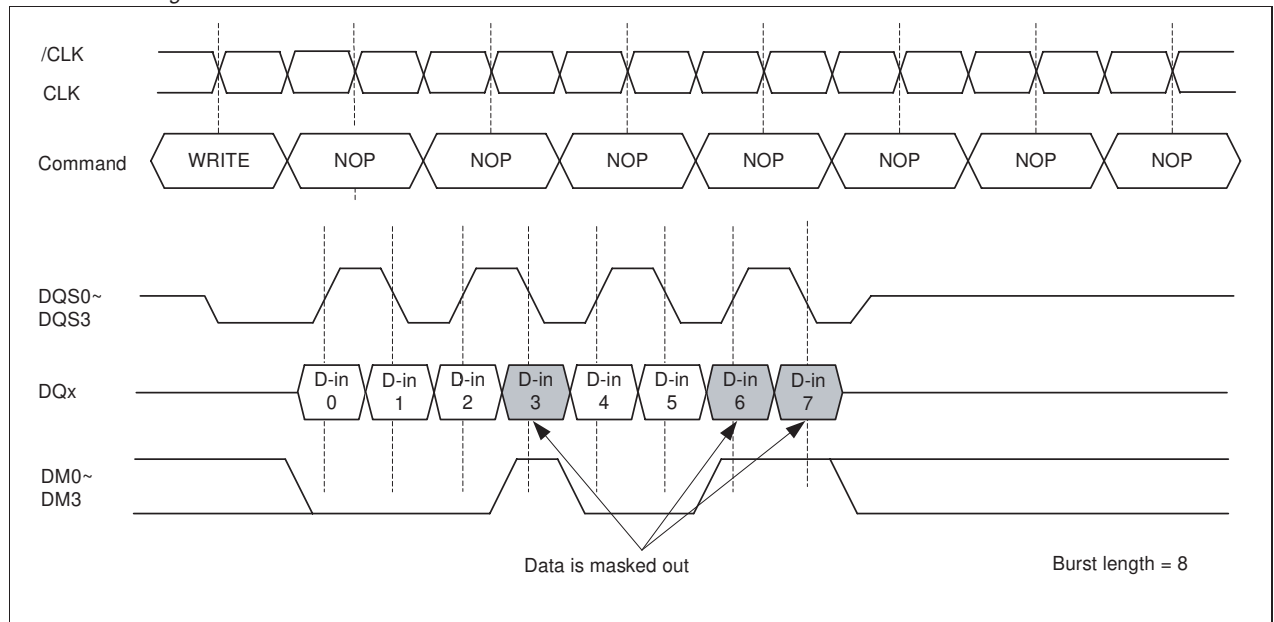 /CLK
CLK
Command WRITE NOP NOP NOP NOP NOP NOP NOP
DQS0~
DQS3
DQx
D-in D-in D-in D-in D-in D-in D-in D-in
0 1 2 3 4 5 6 7
DM0~
DM3
Data is masked out
Burst length = 8